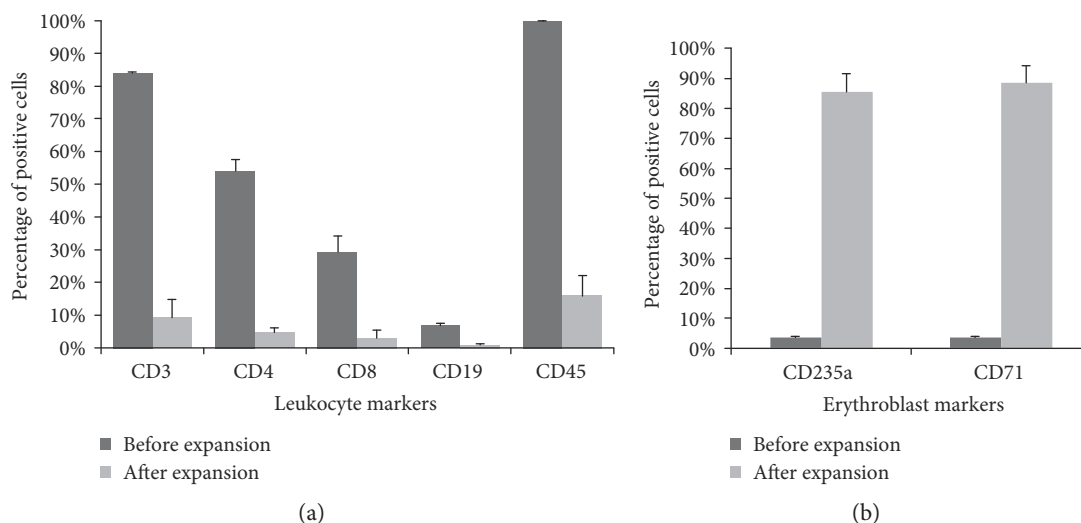 Percentage of positive cells
100%
90%
80%
70%
60%
50%
40%
30%
20%
10%
0%
CD3 CD4 CD8 CD19 CD45
Leukocyte markers
Before expansion
After expansion
(a)
Percentage of positive cells
100%
90%
80%
70%
60%
50%
40%
30%
20%
10%
0%
CD235a CD71
Erythroblast markers
Before expansion
After expansion
(b)